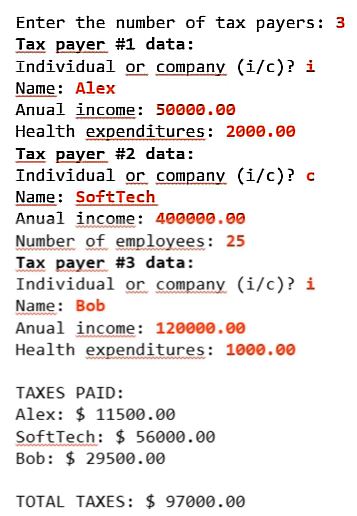 Enter the number of tax payers: 3
Tax payer #1 data:
Individual or company (i/c)? i
Name: Alex
Anual income: 50000.00
Health expenditures: 2000.00
Tax payer #2 data:
Individual or company (i/c)? c
Name: SoftTech
Anual income: 400000.00
Number of employees: 25
Tax payer #3 data:
Individual or company (i/c)? i
Name: Bob
Anual income: 120000.00
Health expenditures: 1000.00
TAXES PAID:
Alex: $ 11500.00
SoftTech: $ 56000.00
Bob: $ 29500.00
TOTAL TAXES: $ 97000.00